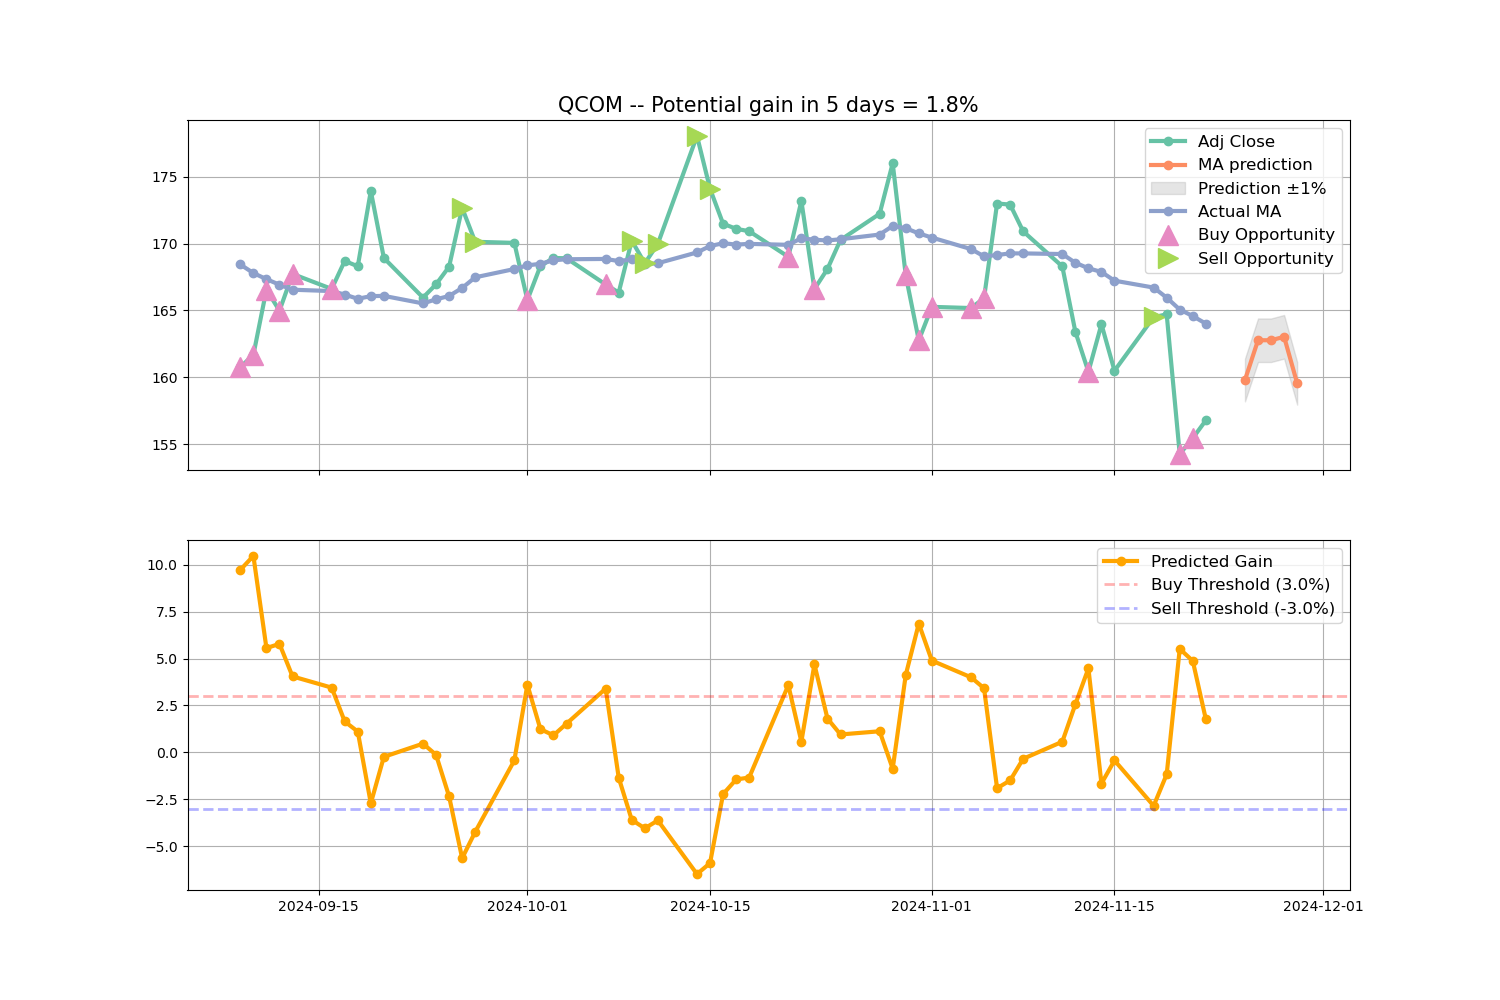 QCOM -- Potential gain in 5 days = 1.8%
175
170
165
160
155
Adj Close
MA prediction
Prediction ±1%
Actual MA
Buy Opportunity
Sell Opportunity
10.0
7.5
5.0
2.5
0.0
−2.5
−5.0
Predicted Gain
Buy Threshold (3.0%)
Sell Threshold (-3.0%)
2024-09-15
2024-10-01
2024-10-15
2024-11-01
2024-11-15
2024-12-01